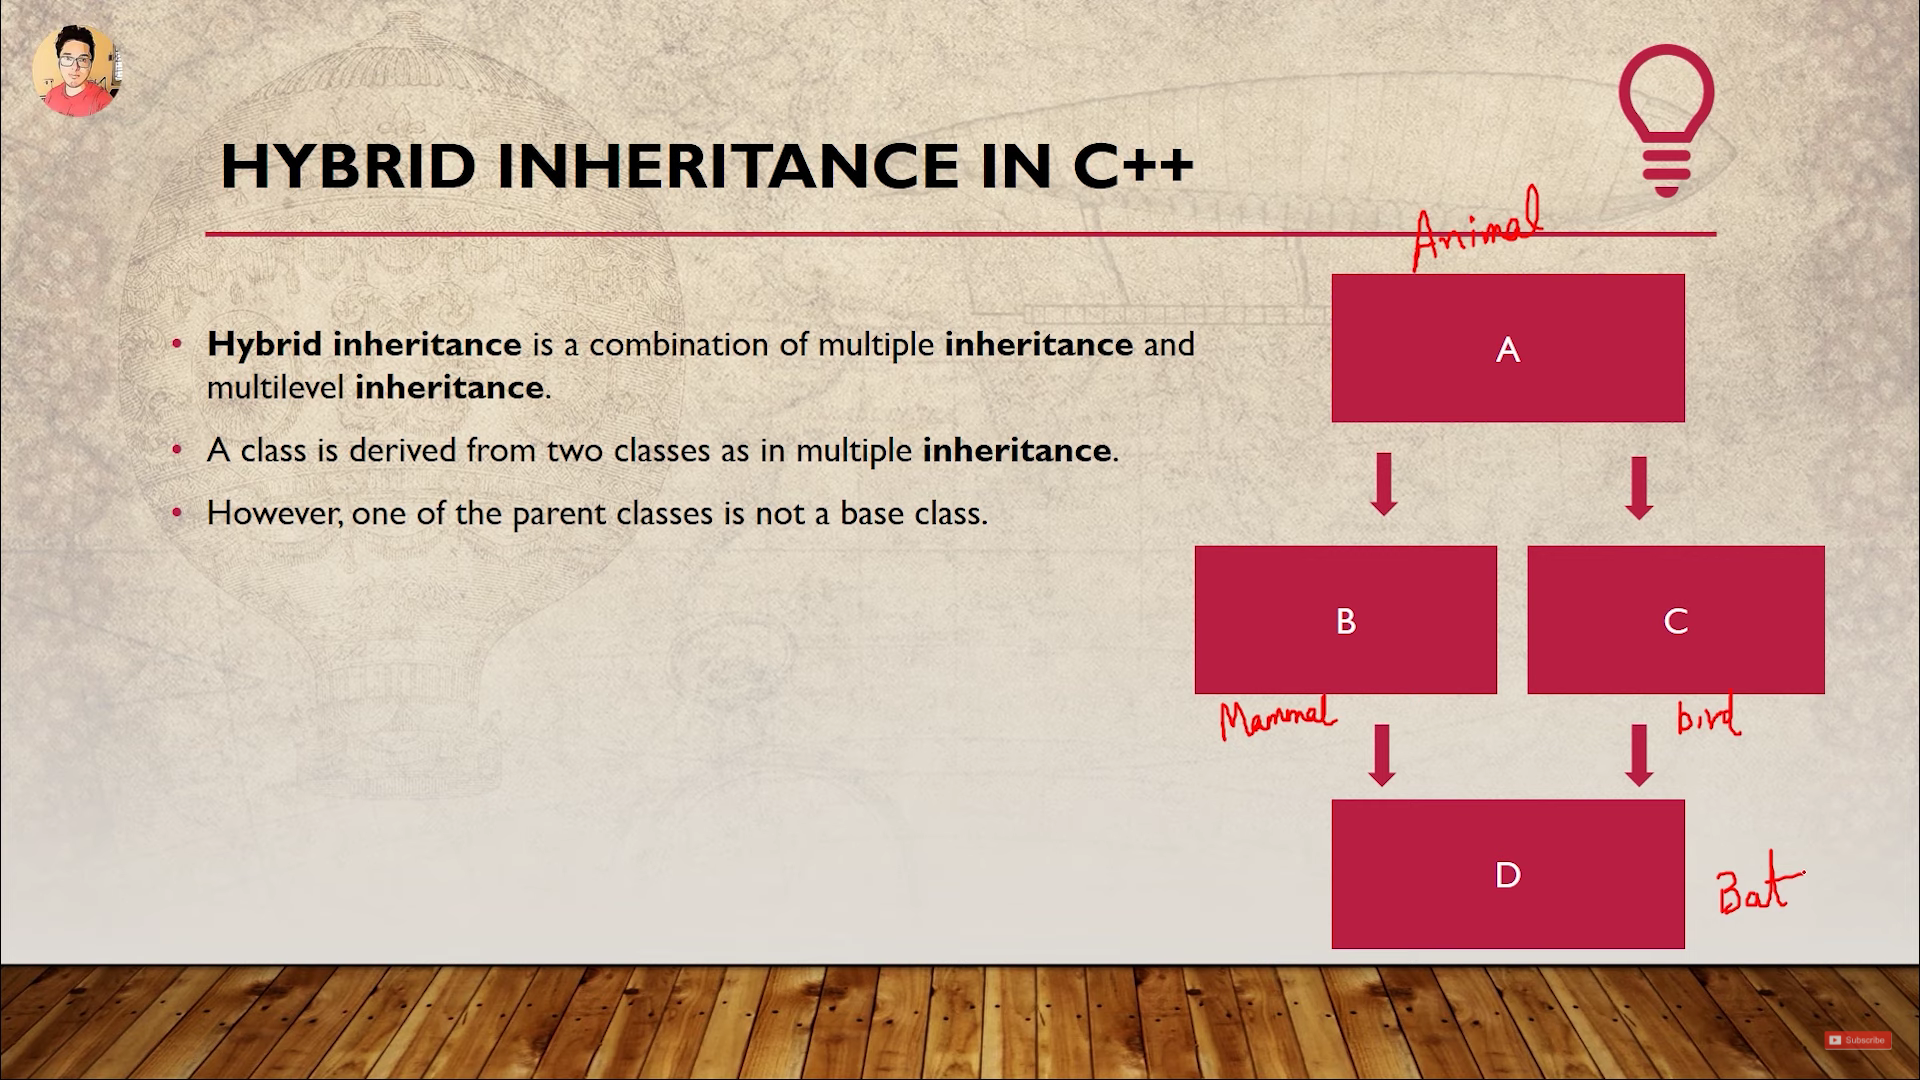 HYBRID INHERITANCE IN C++
Animal
A
• Hybrid inheritance is a combination of multiple inheritance and
multilevel inheritance.
• A class is derived from two classes as in multiple inheritance.
• However, one of the parent classes is not a base class.
B
C
Mammal
bird
D
Bat
Subscribe